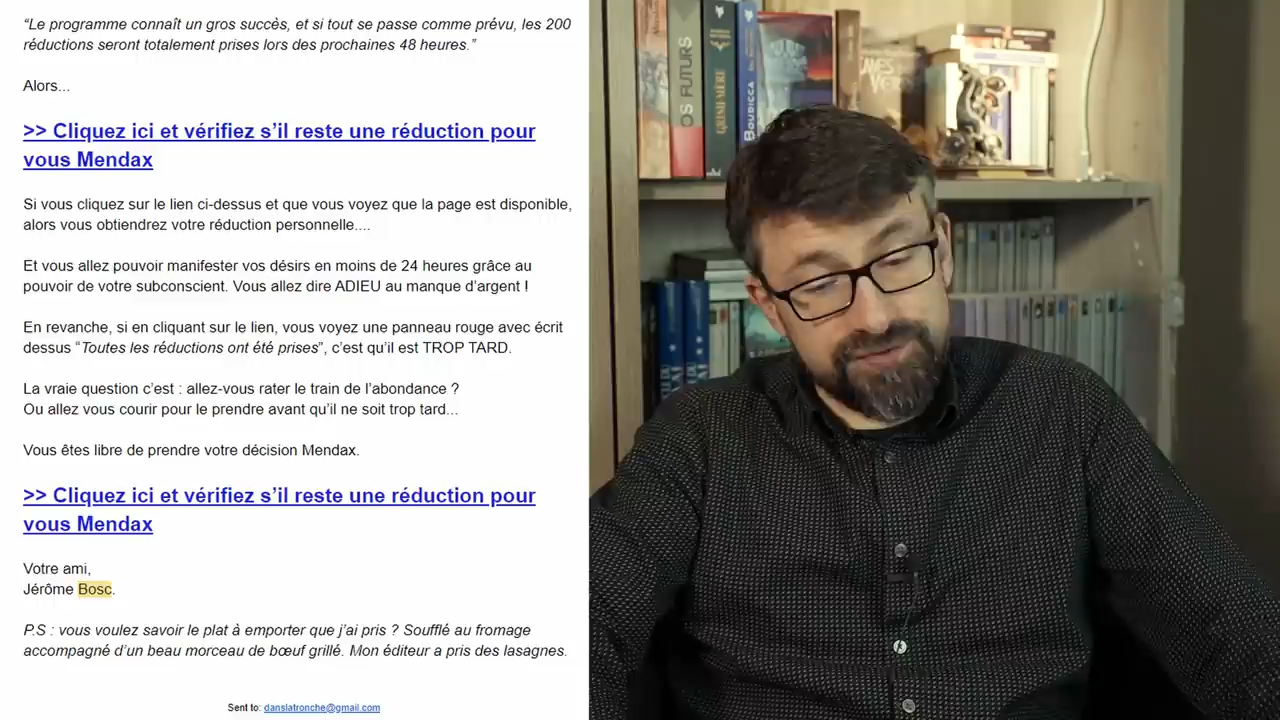 “Le programme connaît un gros succès, et si tout se passe comme prévu, les 200
réductions seront totalement prises lors des prochaines 48 heures.”
Alors...
>> Cliquez ici et vérifiez s’il reste une réduction pour
vous Mendax
Si vous cliquez sur le lien ci-dessus et que vous voyez que la page est disponible,
alors vous obtiendrez votre réduction personnelle....
Et vous allez pouvoir manifester vos désirs en moins de 24 heures grâce au
pouvoir de votre subconscient. Vous allez dire ADIEU au manque d’argent !
En revanche, si en cliquant sur le lien, vous voyez une panneau rouge avec écrit
dessus “Toutes les réductions ont été prises”, c’est qu’il est TROP TARD.
La vraie question c’est : allez-vous rater le train de l’abondance ?
Ou allez vous courir pour le prendre avant qu’il ne soit trop tard...
Vous êtes libre de prendre votre décision Mendax.
>> Cliquez ici et vérifiez s’il reste une réduction pour
vous Mendax
Votre ami,
Jérôme Bosc.
P.S : vous voulez savoir le plat à emporter que j’ai pris ? Soufflé au fromage
accompagné d’un beau morceau de bœuf grillé. Mon éditeur a pris des lasagnes.
Sent to: danslatronche@gmail.com
OS FUTURS
BOURICCA